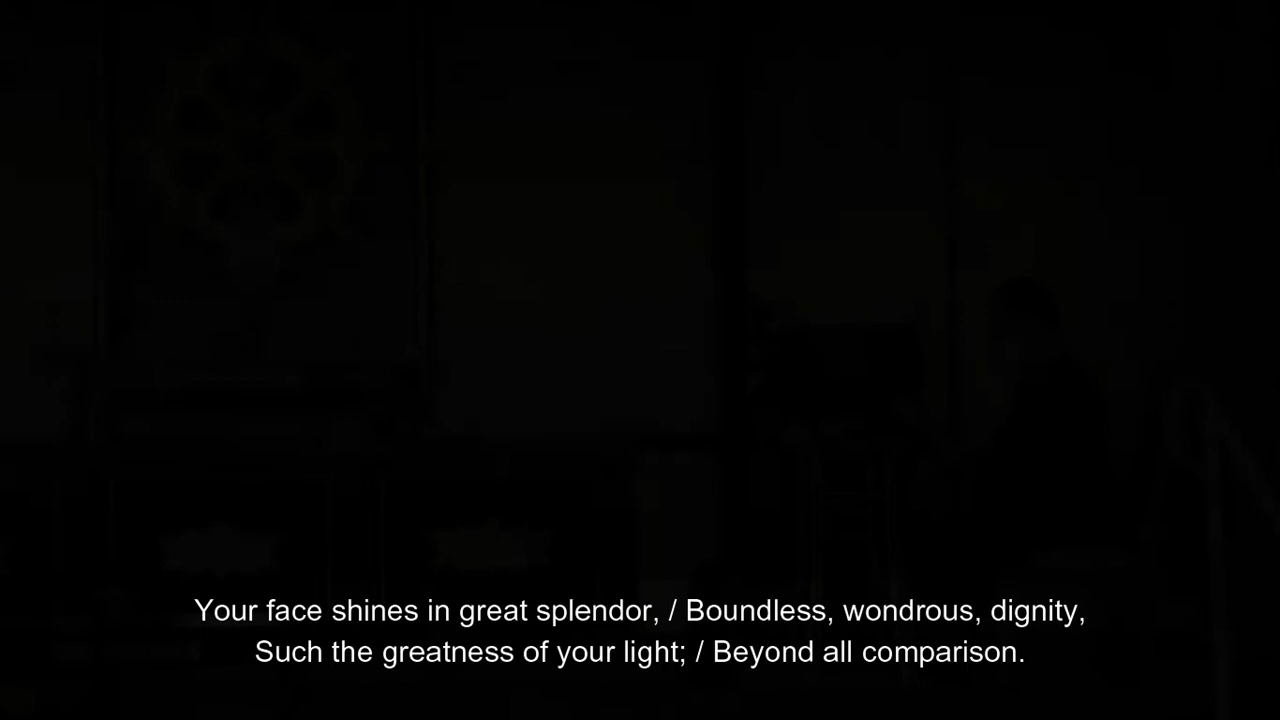 Your face shines in great splendor, / Boundless, wondrous, dignity,
Such the greatness of your light; / Beyond all comparison.